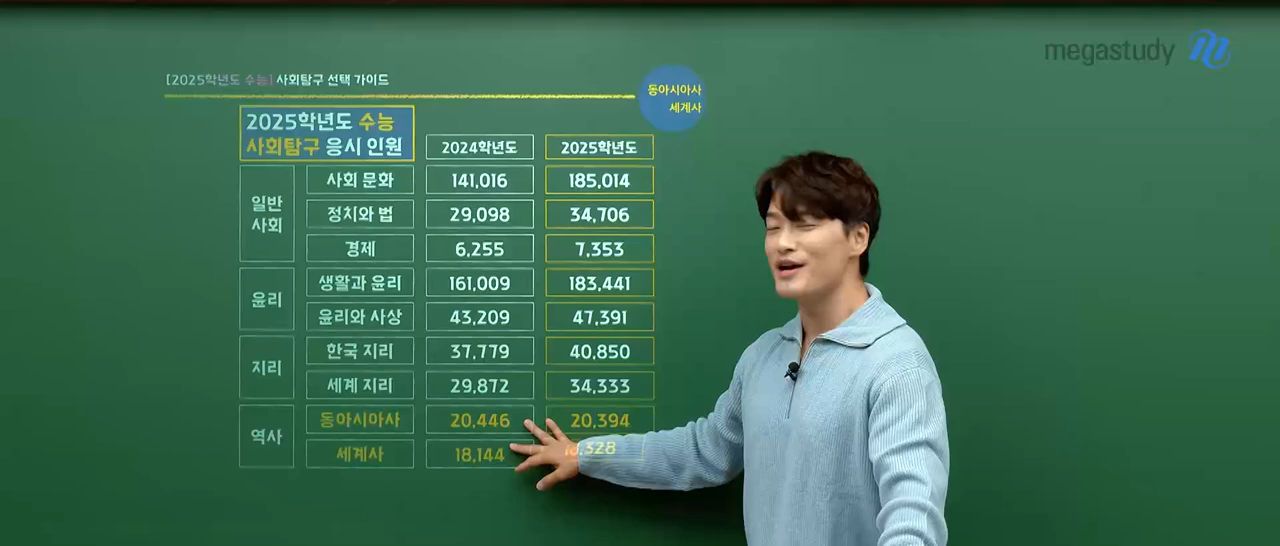 megastudy
[2025학년도 수능] 사회탐구 선택 가이드
동아시아사
세계사
2025학년도 수능
사회탐구 응시 인원
2024학년도 2025학년도
일반
사회
사회 문화 141,016 185,014
정치와 법 29,098 34,706
경제 6,255 7,353
윤리
생활과 윤리 161,009 183,441
윤리와 사상 43,209 47,391
지리
한국 지리 37,779 40,850
세계 지리 29,872 34,333
역사
동아시아사 20,446 20,394
세계사 18,144